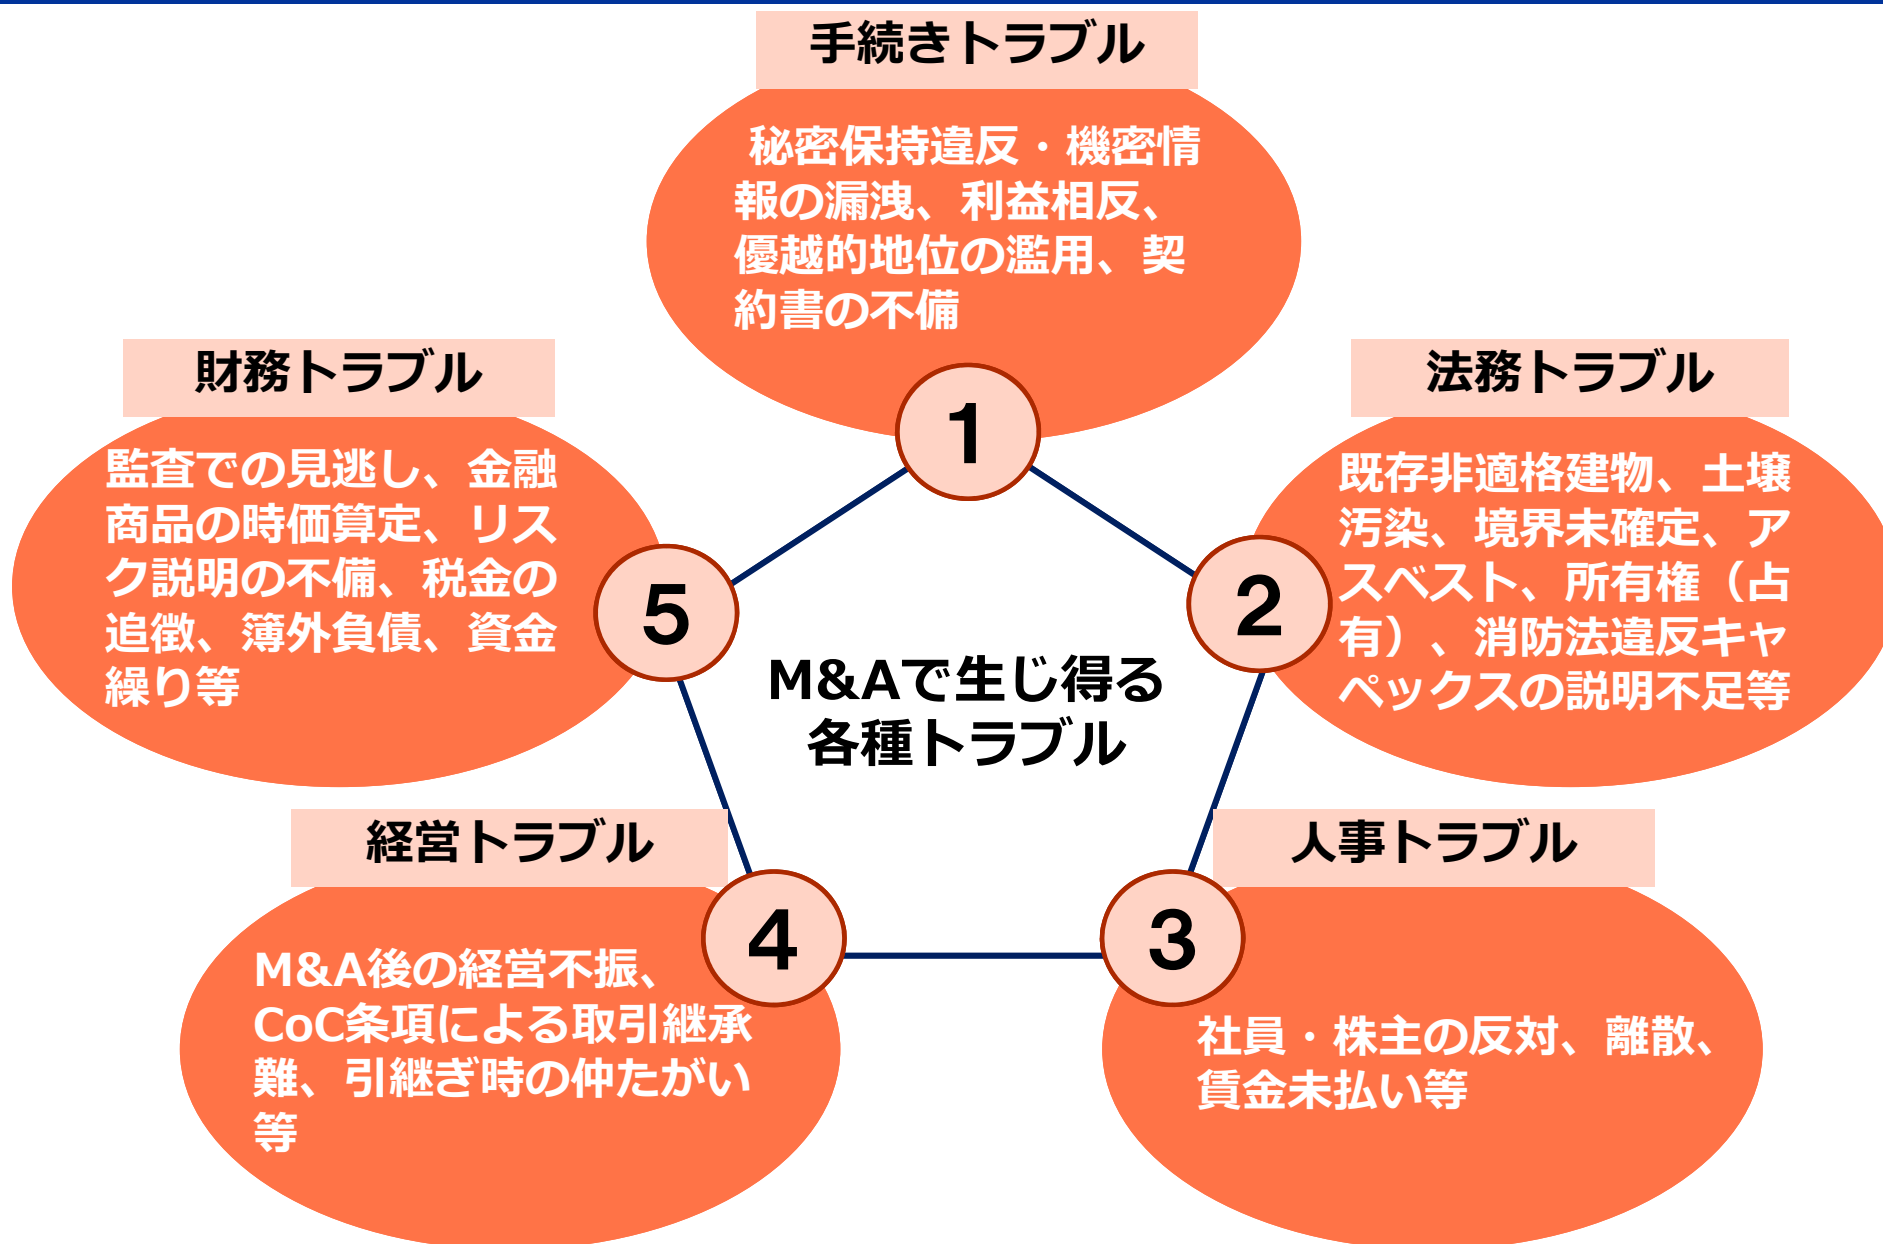 手続きトラブル
秘密保持違反・機密情
報の漏洩、利益相反、
優越的地位の濫用、契
約書の不備
1
法務トラブル
既存非適格建物、土壌
汚染、境界未確定、ア
スベスト、所有権（占
有）、消防法違反キャ
ペックスの説明不足等
2
人事トラブル
社員・株主の反対、離散、
賃金未払い等
3
経営トラブル
M&A後の経営不振、
CoC条項による取引継承
難、引継ぎ時の仲たがい
等
4
財務トラブル
監査での見逃し、金融
商品の時価算定、リス
ク説明の不備、税金の
追徴、簿外負債、資金
繰り等
5
M&Aで生じ得る
各種トラブル